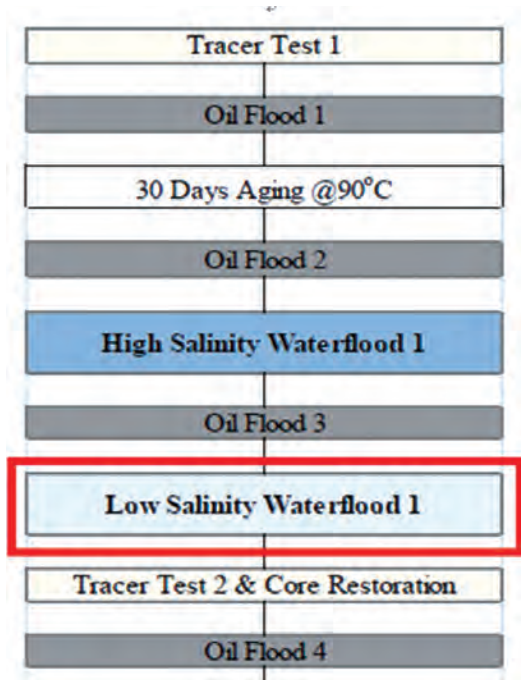 Tracer Test 1
Oil Flood 1
30 Days Aging @90°C
Oil Flood 2
High Salinity Waterflood 1
Oil Flood 3
Low Salinity Waterflood 1
Tracer Test 2 & Core Restoration
Oil Flood 4